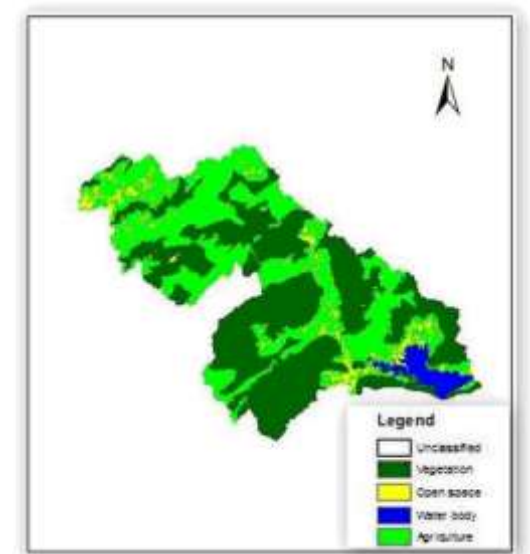 N
Legend
Unclassified
Vegetation
Open space
Water body
Agriculture